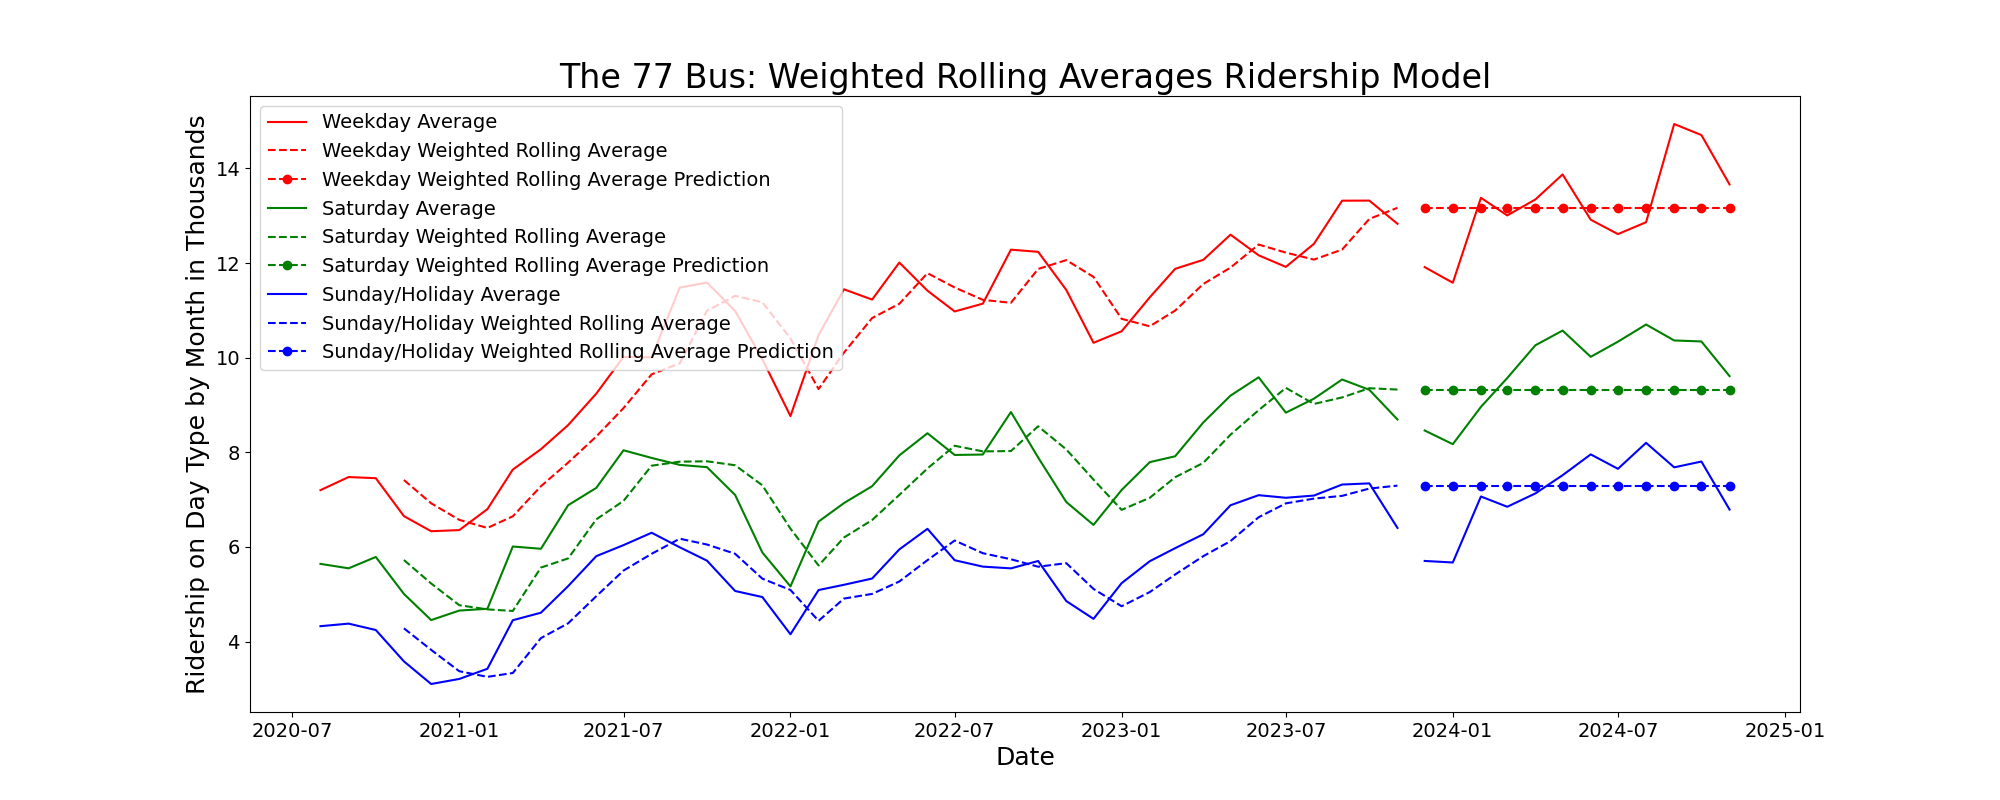 The 77 Bus: Weighted Rolling Averages Ridership Model
Ridership on Day Type by Month in Thousands
Weekday Average
Weekday Weighted Rolling Average
Weekday Weighted Rolling Average Prediction
Saturday Average
Saturday Weighted Rolling Average
Saturday Weighted Rolling Average Prediction
Sunday/Holiday Average
Sunday/Holiday Weighted Rolling Average
Sunday/Holiday Weighted Rolling Average Prediction
14
12
10
8
6
4
2020-07 2021-01 2021-07 2022-01 2022-07 2023-01 2023-07 2024-01 2024-07 2025-01
Date